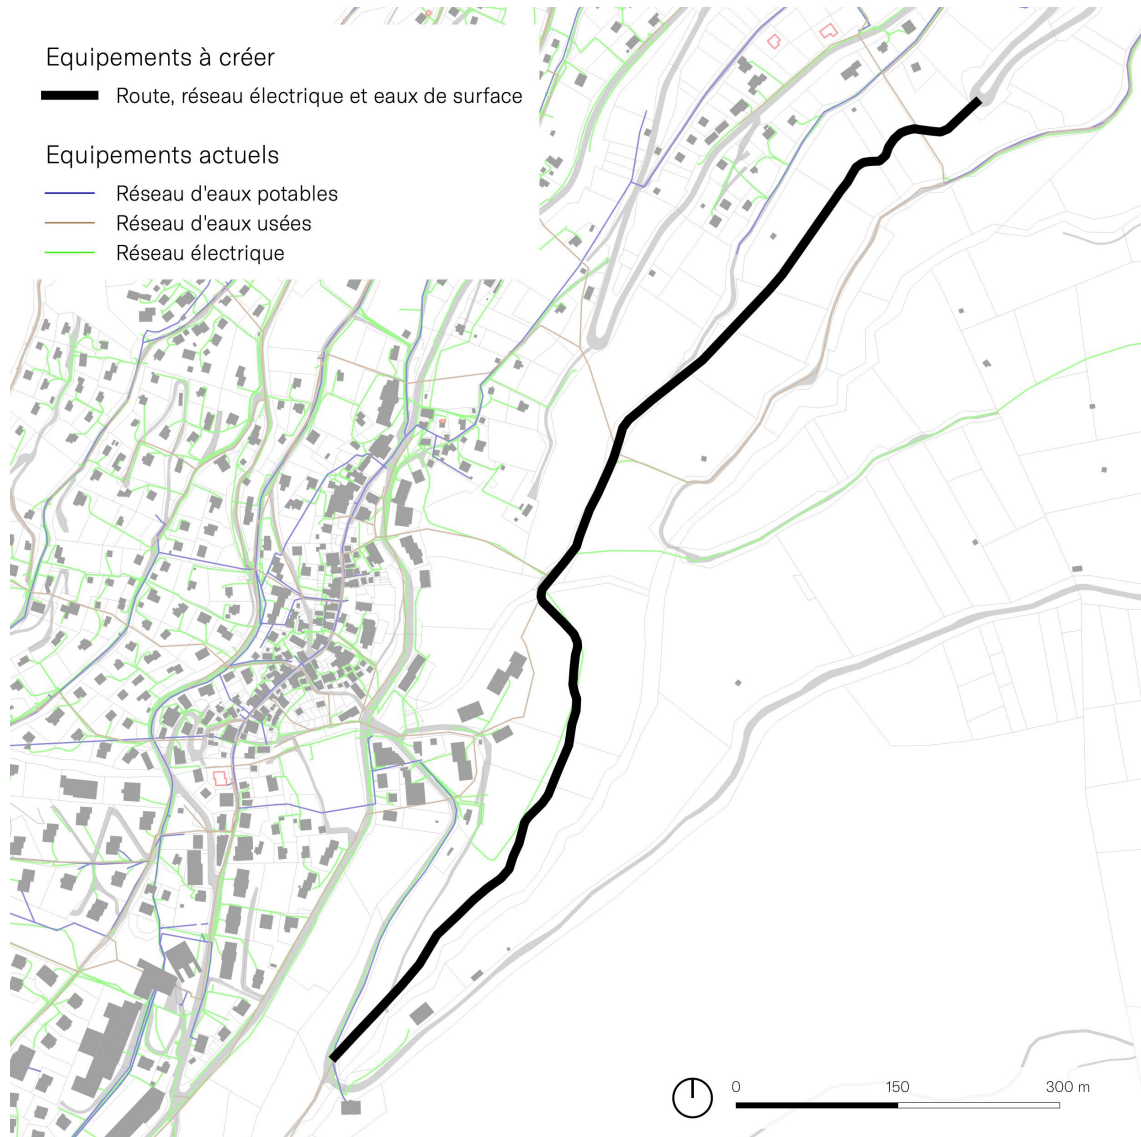 Equipements à créer
Route, réseau électrique et eaux de surface
Equipements actuels
Réseau d'eaux potables
Réseau d'eaux usées
Réseau électrique
0 150 300 m